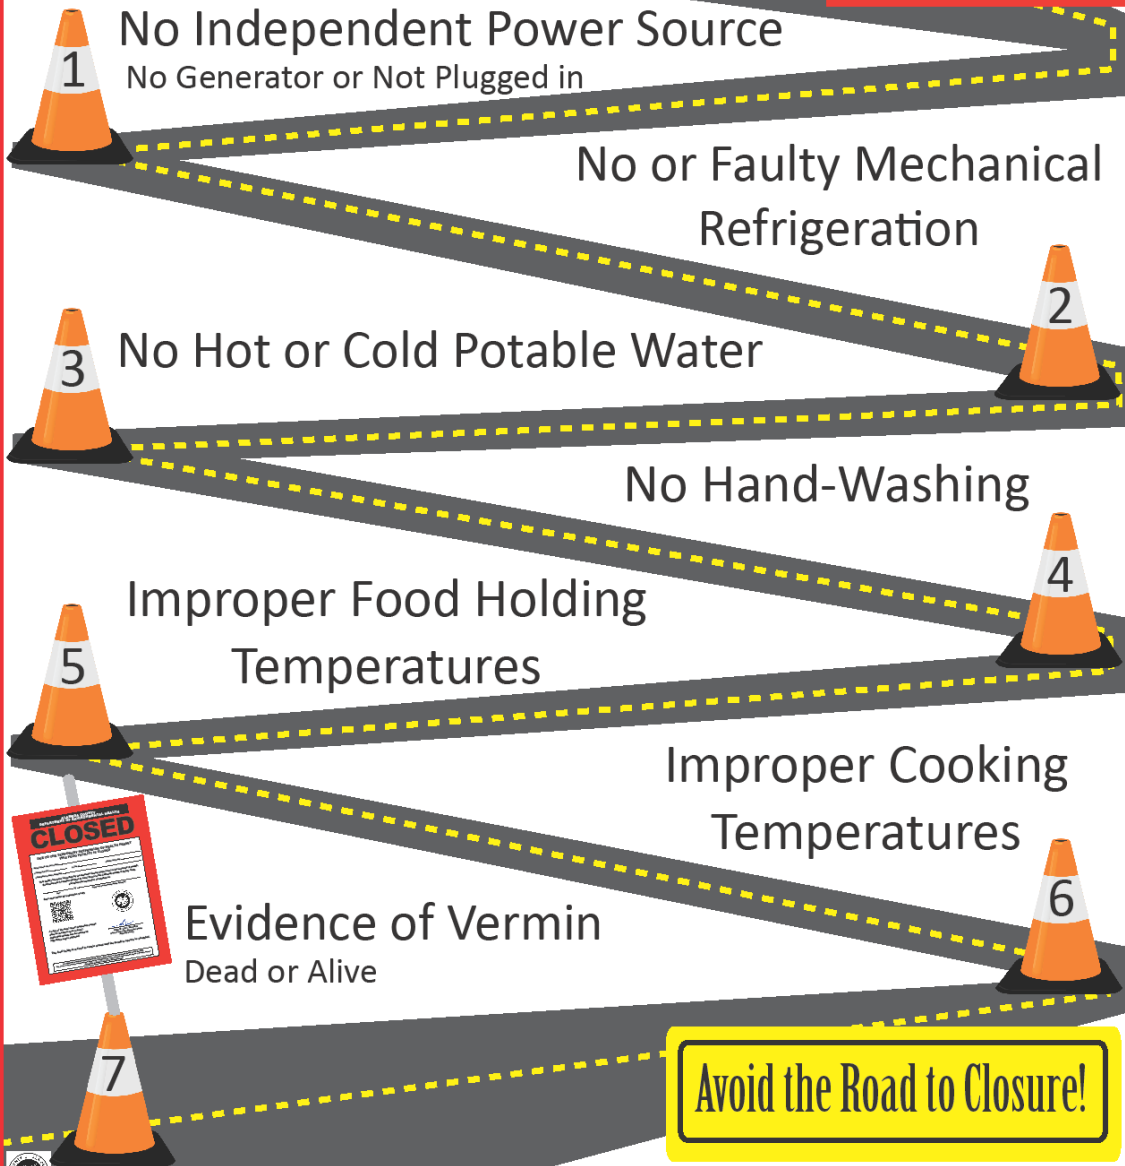 No Independent Power Source
1
No Generator or Not Plugged in
No or Faulty Mechanical
Refrigeration
2
3
No Hot or Cold Potable Water
No Hand-Washing
4
Improper Food Holding
5
Temperatures
Improper Cooking
Temperatures
CLOSED
6
Evidence of Vermin
Dead or Alive
7
Avoid the Road to Closure!